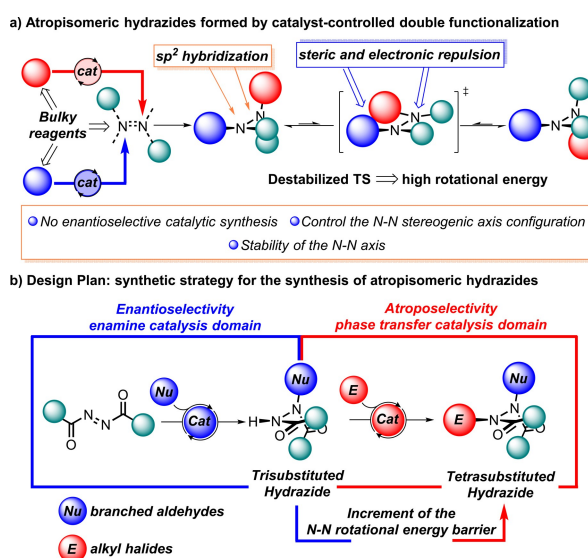 a) Atropisomeric hydrazides formed by catalyst-controlled double functionalization
sp2 hybridization
steric and electronic repulsion
cat
Bulky
reagents
N
N
cat
N
N
N
N
‡
N
N
Destabilized TS ⟹ high rotational energy
No enantioselective catalytic synthesis
Control the N-N stereogenic axis configuration
Stability of the N-N axis
b) Design Plan: synthetic strategy for the synthesis of atropisomeric hydrazides
Enantioselectivity
enamine catalysis domain
Atroposelectivity
phase transfer catalysis domain
O
N
N
O
Nu
Cat
Nu
H
N
N
O
O
E
Cat
Nu
E
N
N
O
O
Trisubstituted
Hydrazide
Tetrasubstituted
Hydrazide
Nu branched aldehydes
Increment of the
N-N rotational energy barrier
E alkyl halides